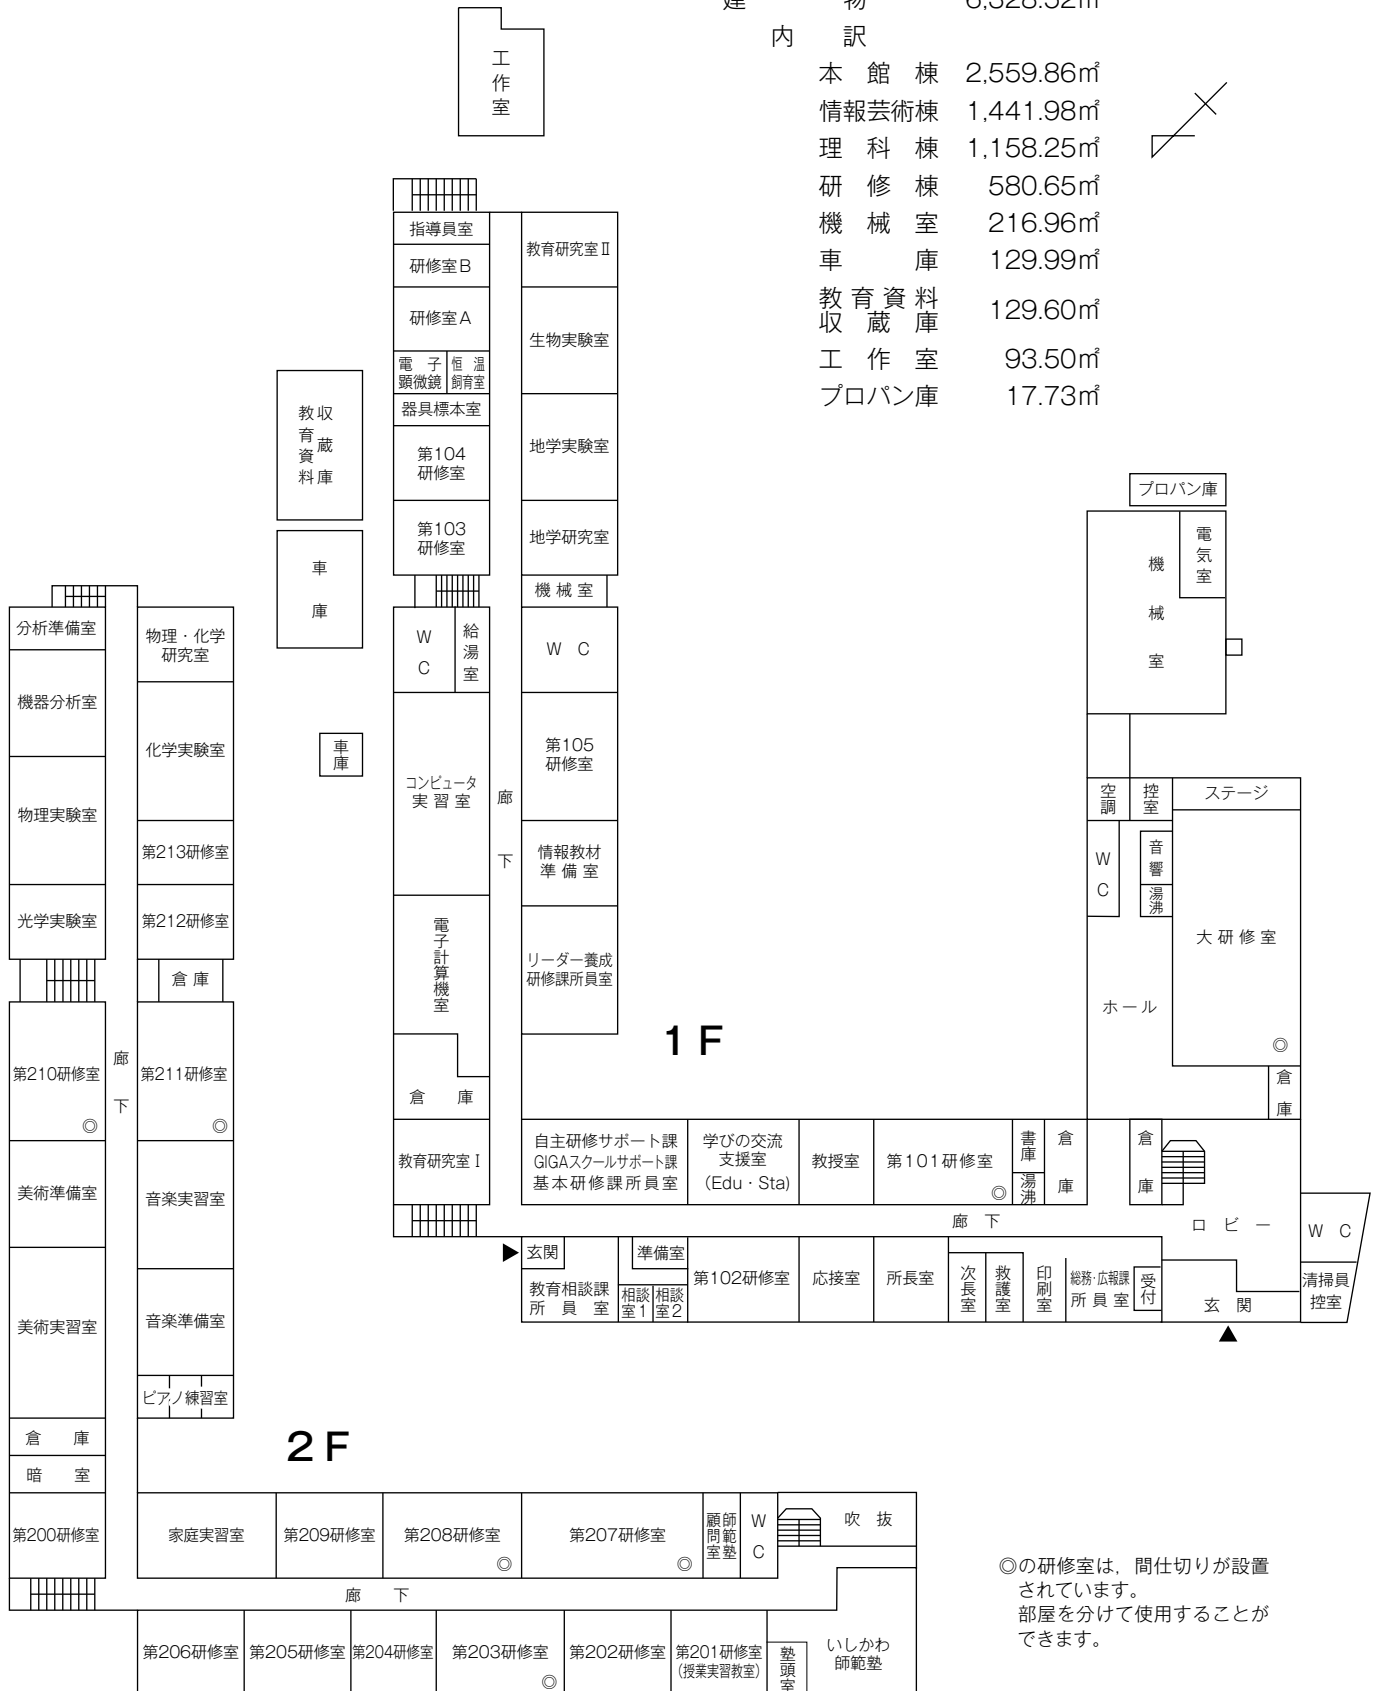 建　　　　物　6,328.52㎡
内　訳
本館棟　2,559.86㎡
情報芸術棟　1,441.98㎡
理科棟　1,158.25㎡
研修棟　580.65㎡
機械室　216.96㎡
車庫　129.99㎡
教育資料
収蔵庫　129.60㎡
工作室　93.50㎡
プロパン庫　17.73㎡
工作室
指導員室
教育研究室Ⅱ
研修室B
研修室A
生物実験室
電子
顕微鏡
恒温
飼育室
器具標本室
教育資料
収蔵庫
第104
研修室
地学実験室
第103
研修室
地学研究室
車庫
機械室
WC
給湯室
WC
車庫
コンピュータ
実習室
第105
研修室
廊下
情報教材
準備室
電子計算機室
リーダー養成
研修課所員室
倉庫
1F
教育研究室Ⅰ
自主研修サポート課
GIGAスクールサポート課
基本研修課所員室
学びの交流
支援室
(Edu・Sta)
教授室
第101研修室
◎
書庫
湯沸
倉庫
倉庫
廊下
ロビー
WC
清掃員
控室
玄関
▲
▶
玄関
教育相談課
所員室
準備室
相談
室1
相談
室2
第102研修室
応接室
所長室
次長室
救護室
印刷室
総務・広報課
所員室
受付
プロパン庫
電気室
機械室
空調
控室
ステージ
WC
音響
湯沸
大研修室
◎
ホール
倉庫
分析準備室
物理・化学
研究室
機器分析室
化学実験室
物理実験室
第213研修室
光学実験室
第212研修室
倉庫
第210研修室
◎
廊下
第211研修室
◎
美術準備室
音楽実習室
美術実習室
音楽準備室
ピアノ練習室
倉庫
暗室
2F
第200研修室
家庭実習室
第209研修室
第208研修室
◎
第207研修室
◎
師範塾
顧問室
WC
吹抜
廊下
第206研修室
第205研修室
第204研修室
第203研修室
◎
第202研修室
第201研修室
(授業実習教室)
塾頭室
いしかわ
師範塾
◎の研修室は，間仕切りが設置
されています。
部屋を分けて使用することが
できます。